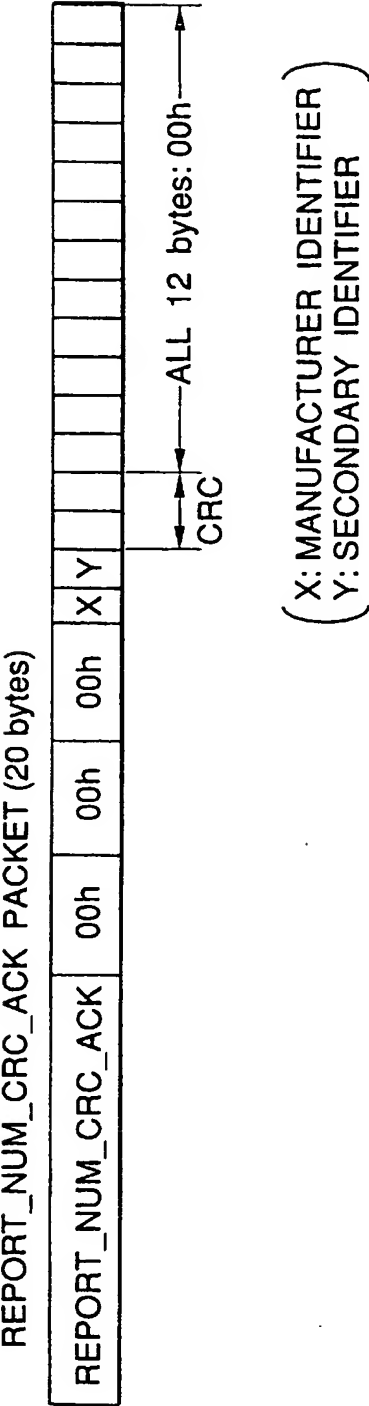 REPORT_NUM_CRC_ACK PACKET (20 bytes)
REPORT_NUM_CRC_ACK 00h 00h 00h X Y
CRC
ALL 12 bytes: 00h
X: MANUFACTURER IDENTIFIER
Y: SECONDARY IDENTIFIER